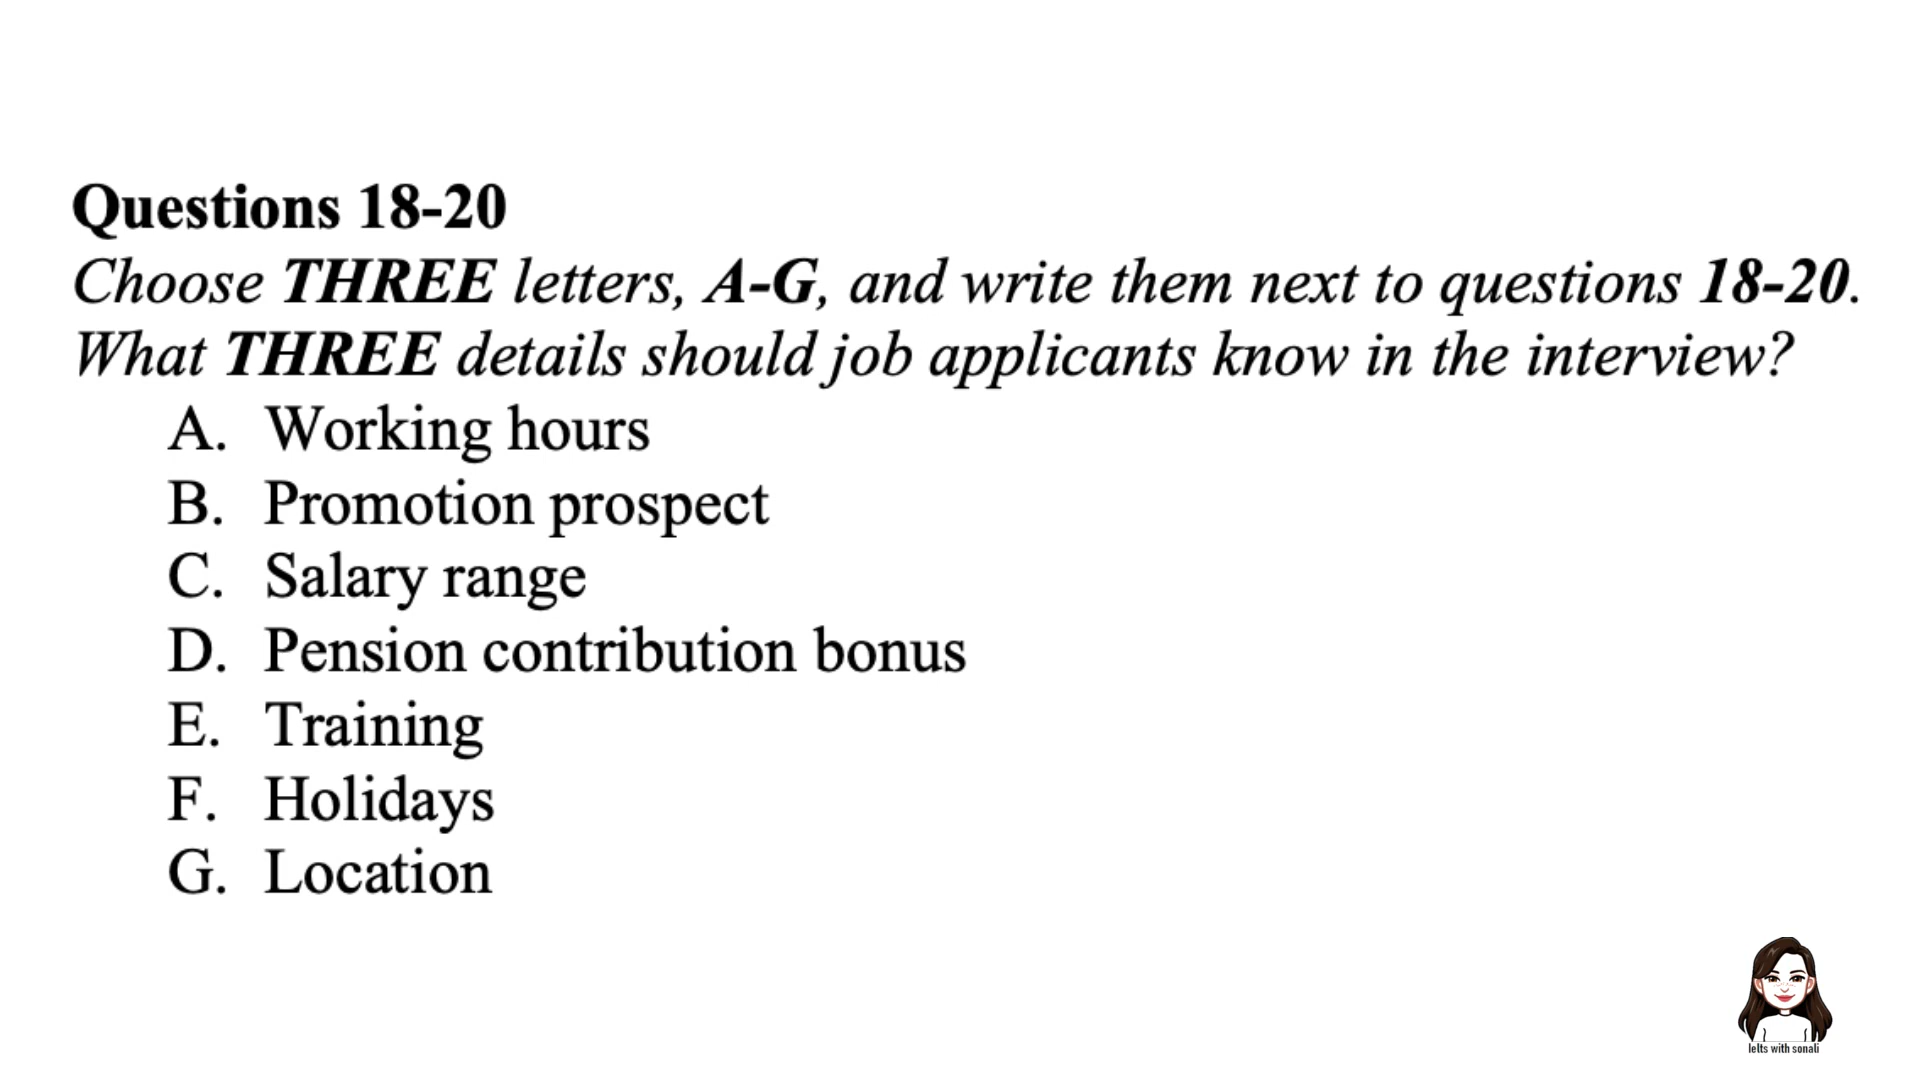 Questions 18-20
Choose THREE letters, A-G, and write them next to questions 18-20.
What THREE details should job applicants know in the interview?
A. Working hours
B. Promotion prospect
C. Salary range
D. Pension contribution bonus
E. Training
F. Holidays
G. Location
Ielts with sonali